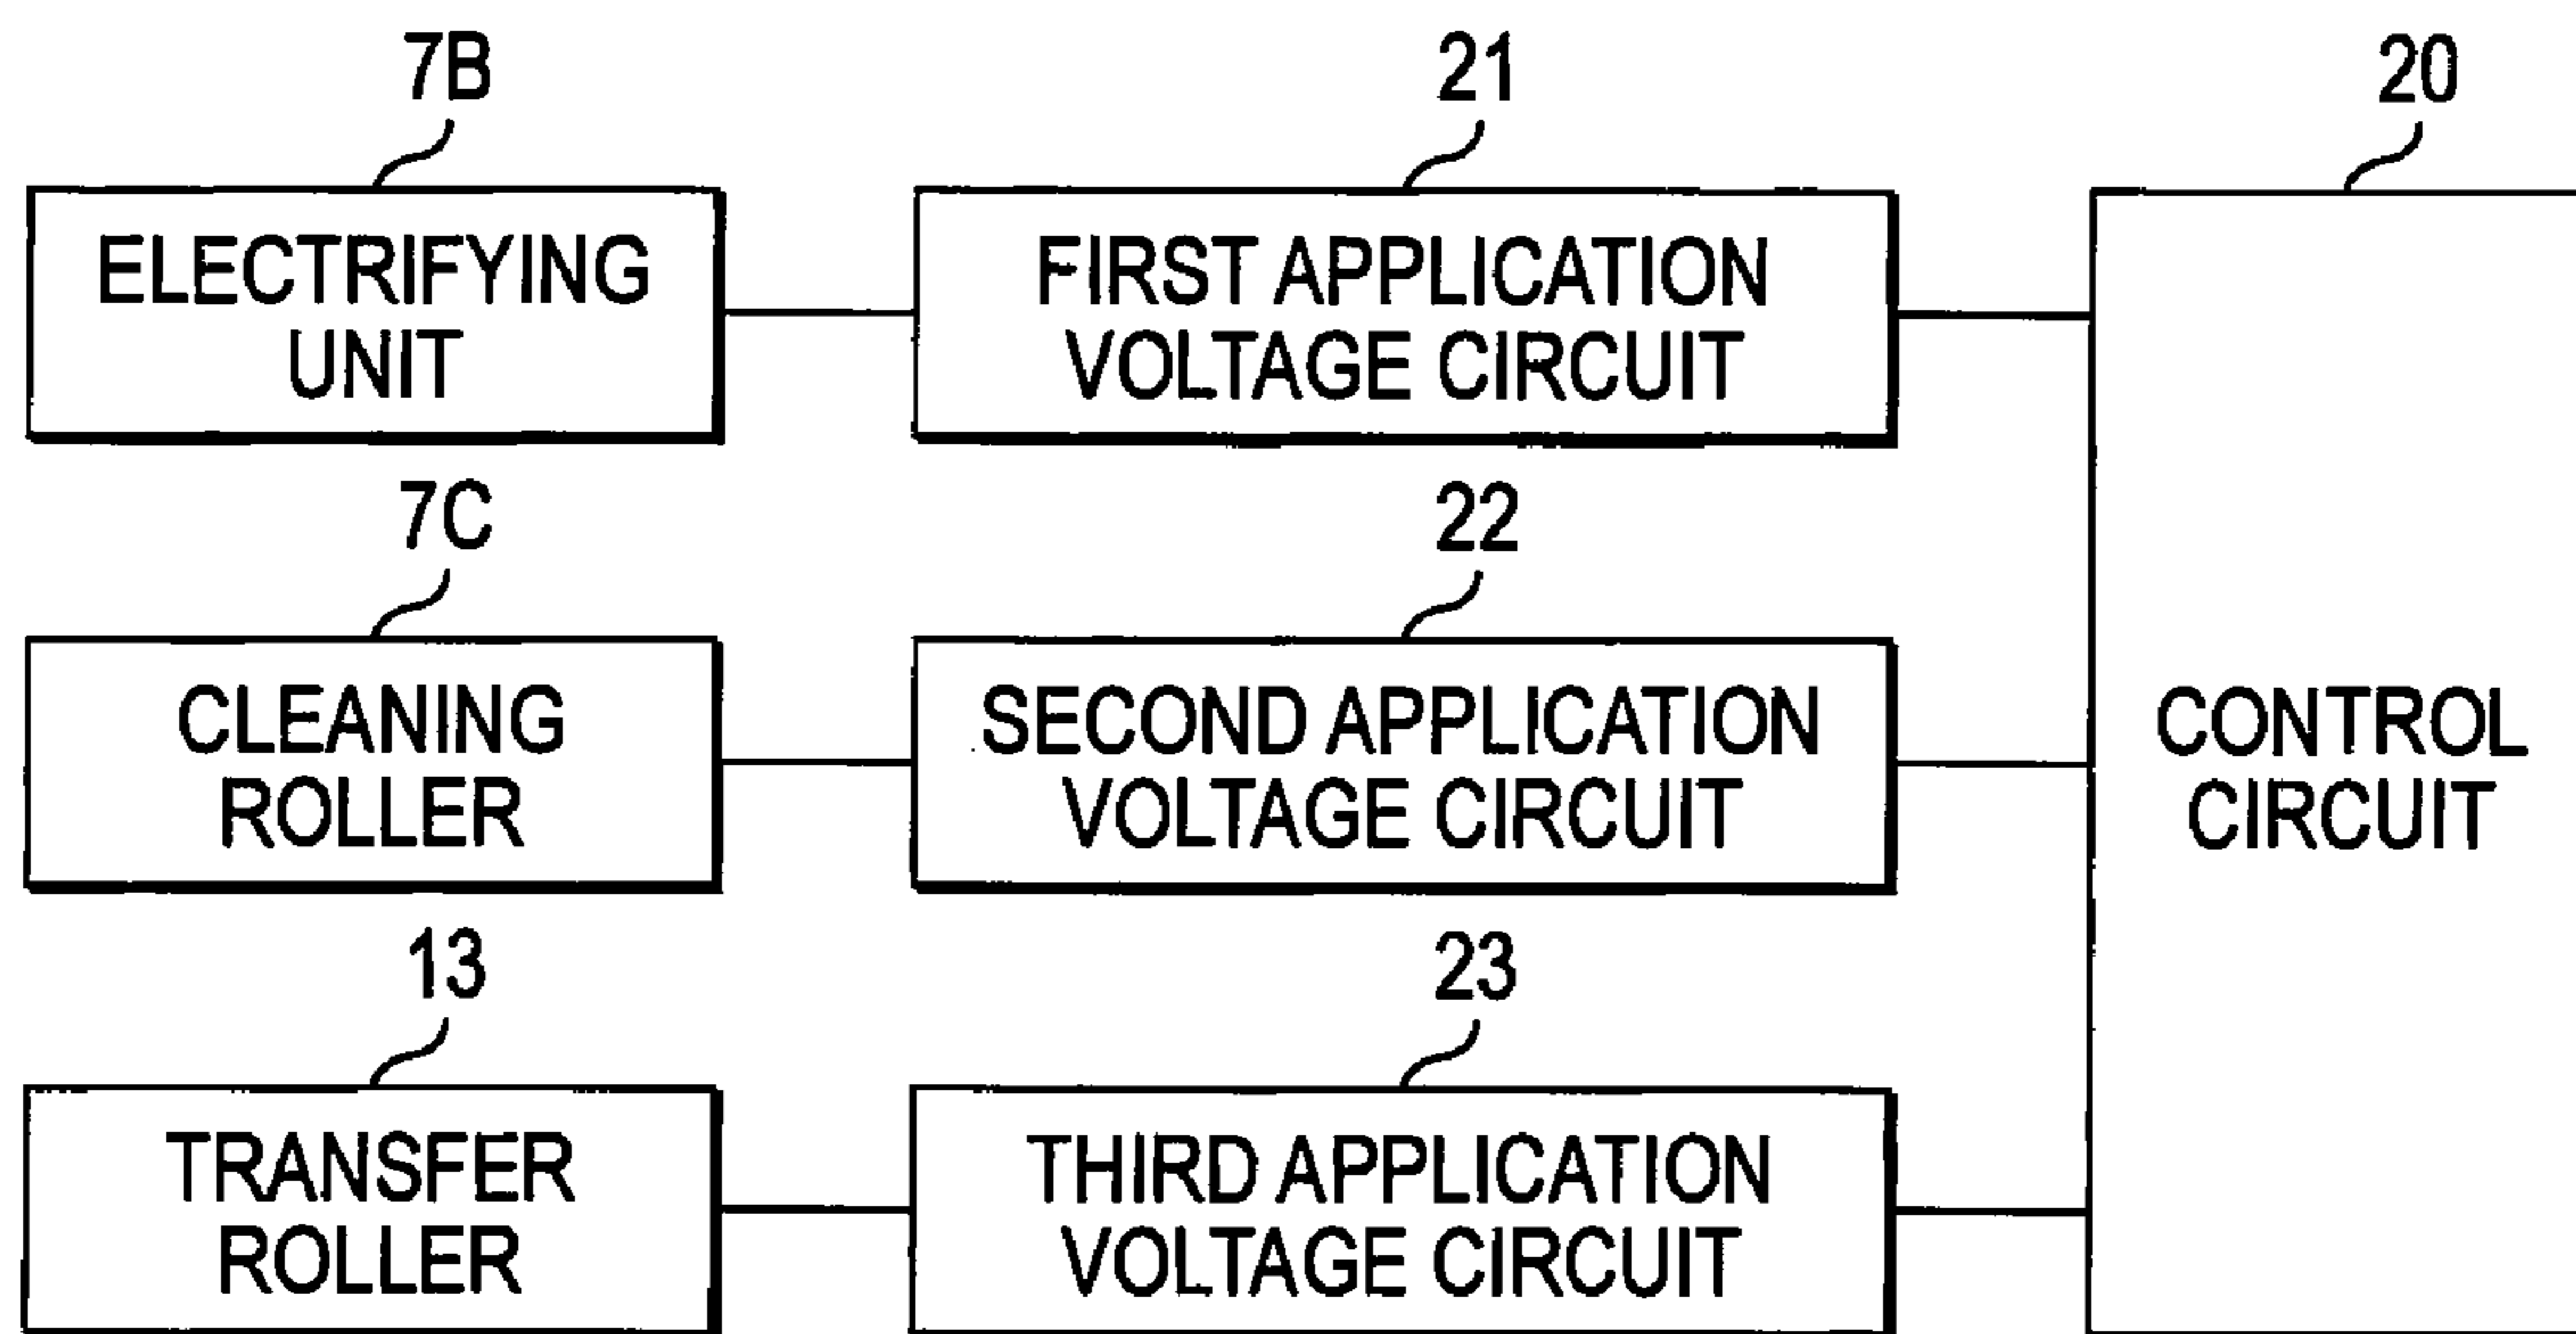 7B
21
20
ELECTRIFYING
UNIT
FIRST APPLICATION
VOLTAGE CIRCUIT
7C
22
CLEANING
ROLLER
SECOND APPLICATION
VOLTAGE CIRCUIT
CONTROL
CIRCUIT
13
23
TRANSFER
ROLLER
THIRD APPLICATION
VOLTAGE CIRCUIT